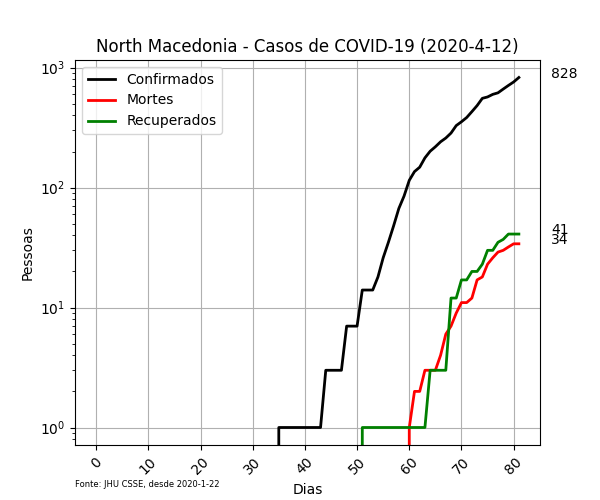 North Macedonia - Casos de COVID-19 (2020-4-12)
Confirmados
Mortes
Recuperados
10³
10²
10¹
10⁰
Pessoas
828
41
34
0 10 20 30 40 50 60 70 80
Dias
Fonte: JHU CSSE, desde 2020-1-22